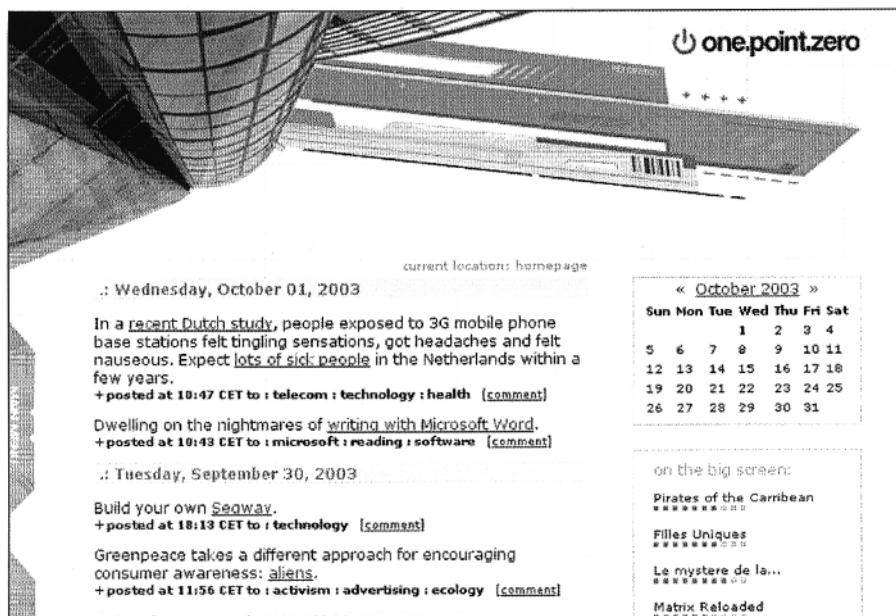 one.point.zero
current location: homepage
.: Wednesday, October 01, 2003
In a recent Dutch study, people exposed to 3G mobile phone
base stations felt tingling sensations, got headaches and felt
nauseous. Expect lots of sick people in the Netherlands within a
few years.
+posted at 10:47 CET to : telecom : technology : health [comment]
Dwelling on the nightmares of writing with Microsoft Word.
+posted at 10:43 CET to : microsoft : reading : software [comment]
.: Tuesday, September 30, 2003
Build your own Segway.
+posted at 18:13 CET to : technology [comment]
Greenpeace takes a different approach for encouraging
consumer awareness: aliens.
+posted at 11:56 CET to : activism : advertising : ecology [comment]
« October 2003 »
Sun Mon Tue Wed Thu Fri Sat
1 2 3 4
5 6 7 8 9 10 11
12 13 14 15 16 17 18
19 20 21 22 23 24 25
26 27 28 29 30 31
on the big screen:
Pirates of the Carribean
Filles Uniques
Le mystere de la...
Matrix Reloaded